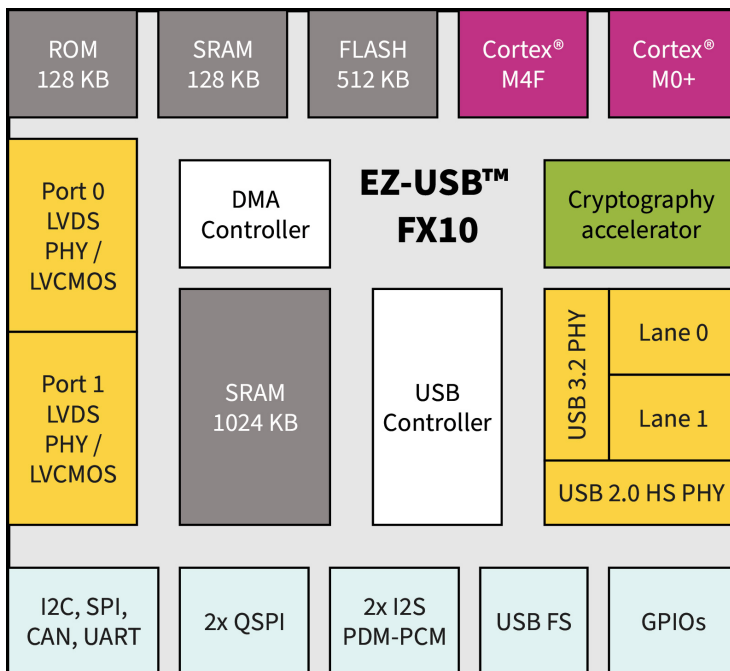 ROM
128 KB
SRAM
128 KB
FLASH
512 KB
Cortex®
M4F
Cortex®
M0+
Port 0
LVDS
PHY /
LVCMOS
DMA
Controller
EZ-USB™
FX10
Cryptography
accelerator
Port 1
LVDS
PHY /
LVCMOS
SRAM
1024 KB
USB
Controller
USB 3.2 PHY
Lane 0
Lane 1
USB 2.0 HS PHY
I2C, SPI,
CAN, UART
2x QSPI
2x I2S
PDM-PCM
USB FS
GPIOs